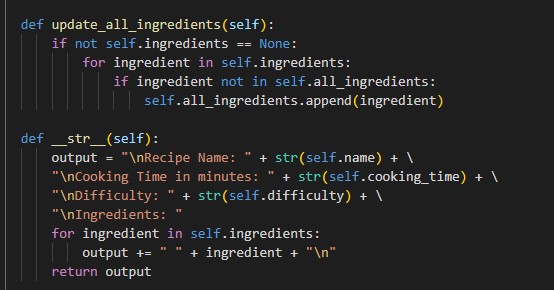 def update_all_ingredients(self):
    if not self.ingredients == None:
        for ingredient in self.ingredients:
            if ingredient not in self.all_ingredients:
                self.all_ingredients.append(ingredient)

def __str__(self):
    output = "\nRecipe Name: " + str(self.name) + \
    "\nCooking Time in minutes: " + str(self.cooking_time) + \
    "\nDifficulty: " + str(self.difficulty) + \
    "\nIngredients: "
    for ingredient in self.ingredients:
        output += " " + ingredient + "\n"
    return output